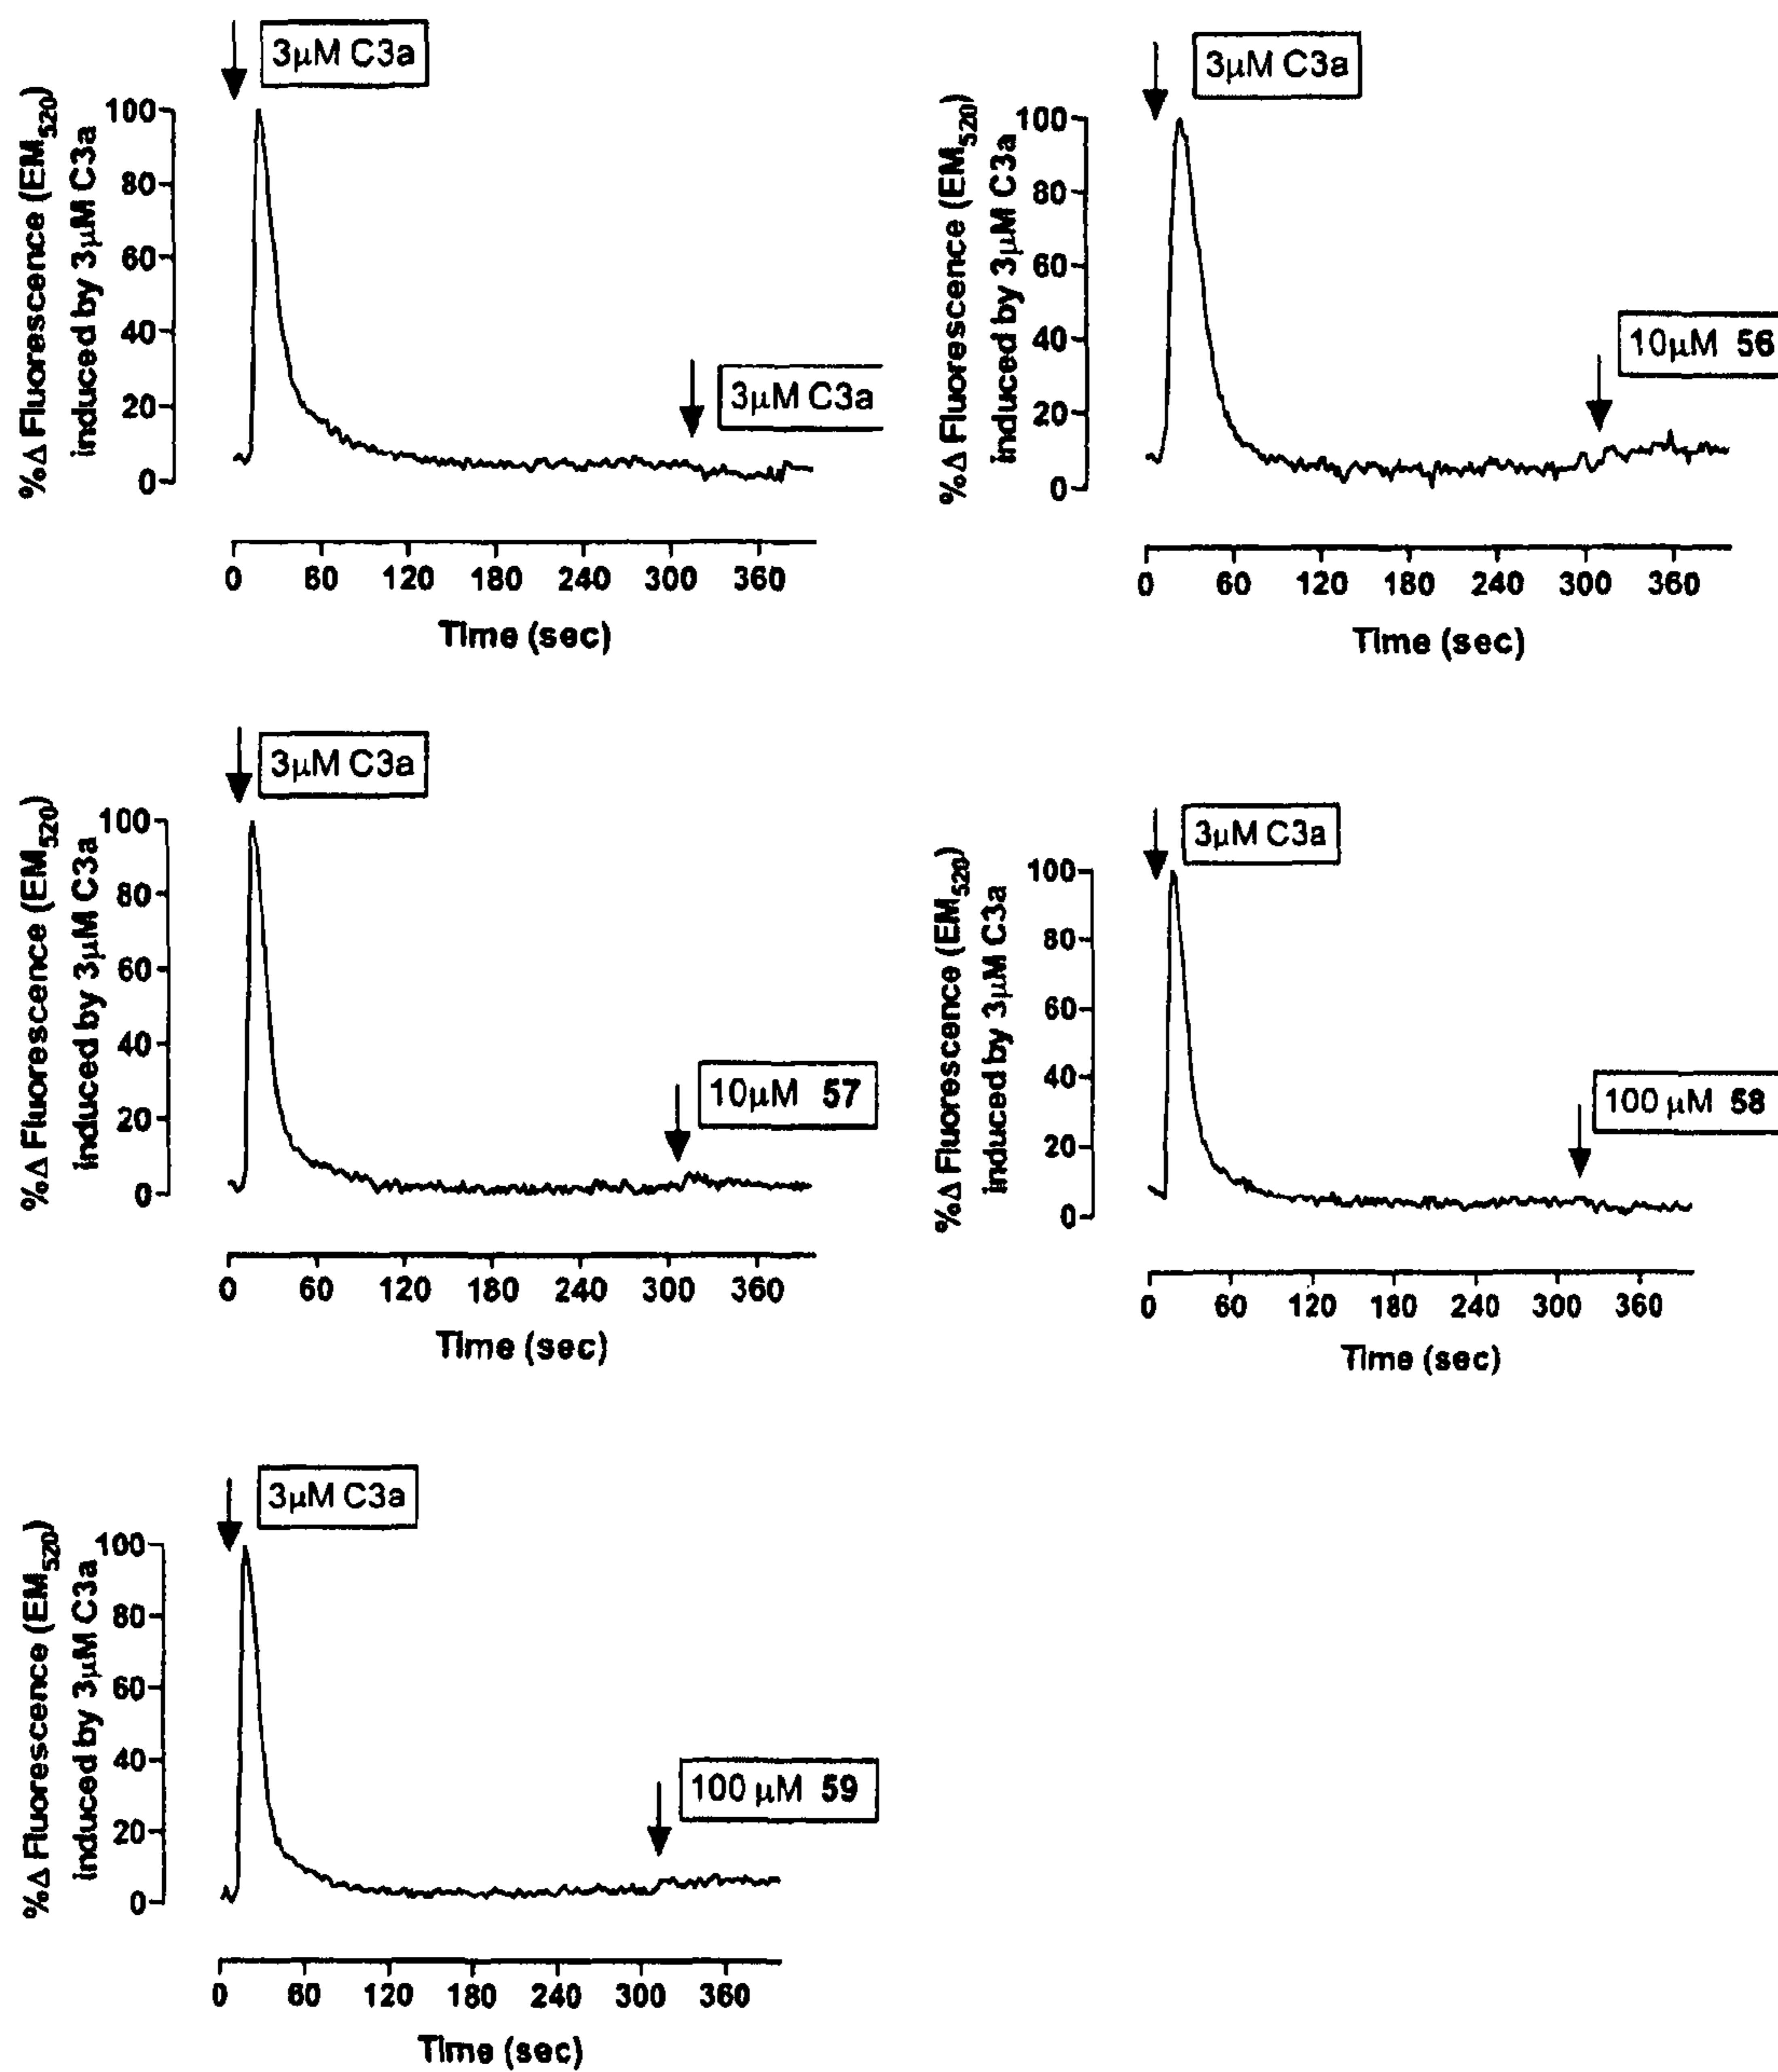 3μM C3a
%Δ Fluorescence (EM520)
induced by 3μM C3a
100
80
60
40
20
0
3μM C3a
0 60 120 180 240 300 360
Time (sec)
3μM C3a
%Δ Fluorescence (EM520)
induced by 3μM C3a
100
80
60
40
20
0
10μM 56
0 60 120 180 240 300 360
Time (sec)
3μM C3a
%Δ Fluorescence (EM520)
induced by 3μM C3a
100
80
60
40
20
0
10μM 57
0 60 120 180 240 300 360
Time (sec)
3μM C3a
%Δ Fluorescence (EM520)
induced by 3μM C3a
100
80
60
40
20
0
100 μM 58
0 60 120 180 240 300 360
Time (sec)
3μM C3a
%Δ Fluorescence (EM520)
induced by 3μM C3a
100
80
60
40
20
0
100 μM 59
0 60 120 180 240 300 360
Time (sec)